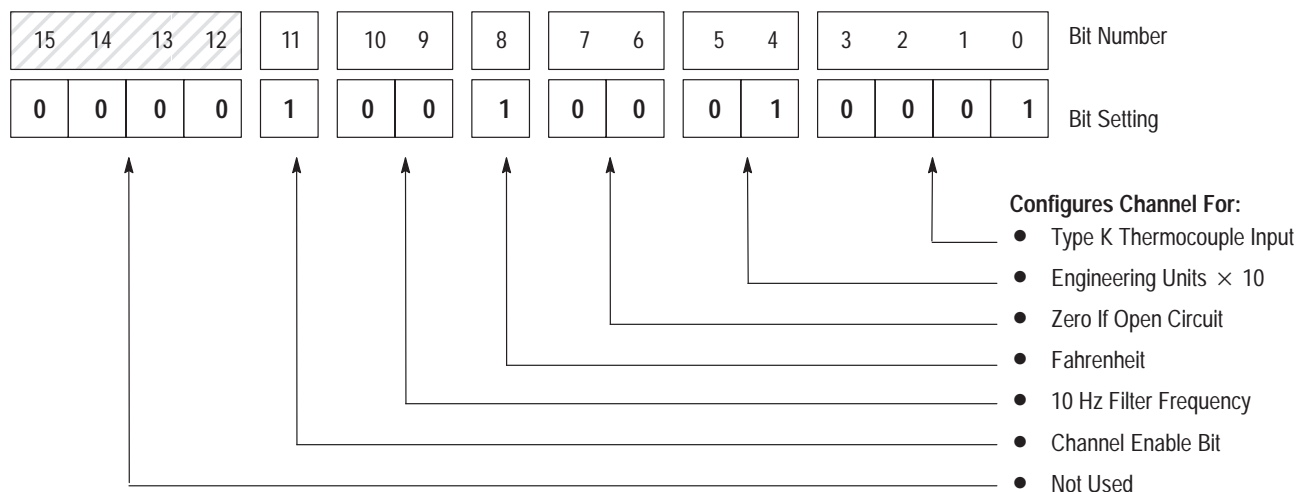 15 14 13 12 11 10 9 8 7 6 5 4 3 2 1 0 Bit Number
0 0 0 0 1 0 0 1 0 0 0 1 0 0 0 1 Bit Setting
Configures Channel For:
• Type K Thermocouple Input
• Engineering Units × 10
• Zero If Open Circuit
• Fahrenheit
• 10 Hz Filter Frequency
• Channel Enable Bit
• Not Used